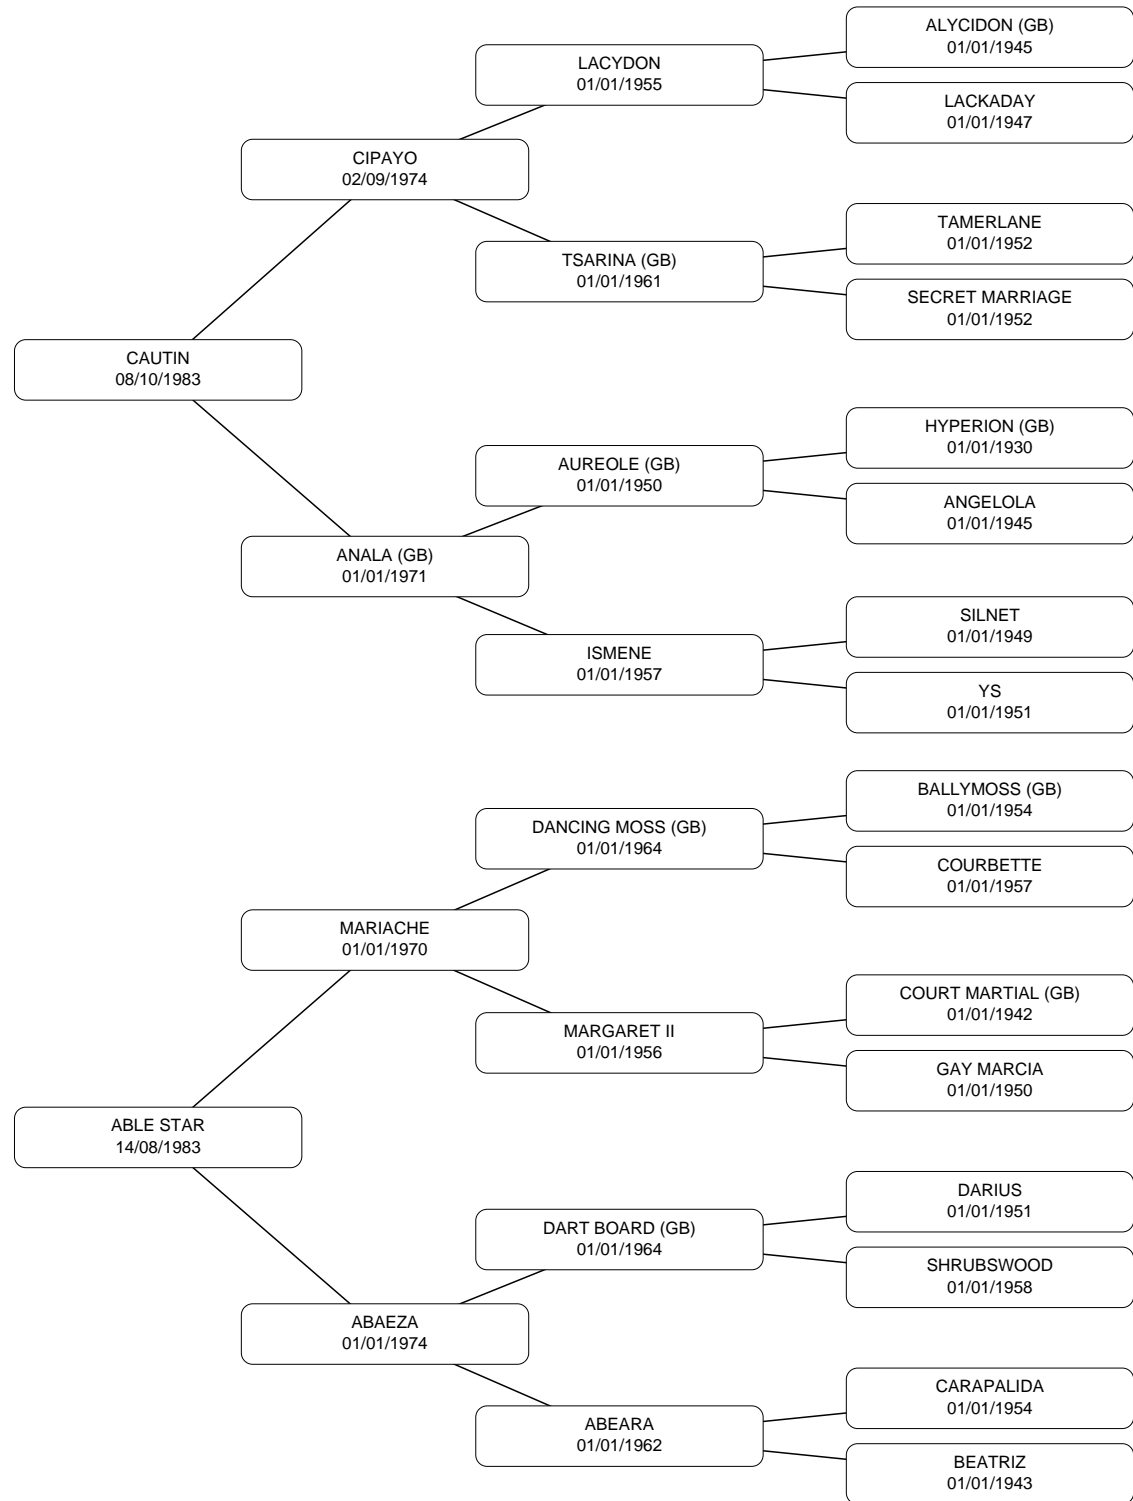 ALYCIDON (GB)
01/01/1945
LACYDON
01/01/1955
LACKADAY
01/01/1947
CIPAYO
02/09/1974
TAMERLANE
01/01/1952
TSARINA (GB)
01/01/1961
SECRET MARRIAGE
01/01/1952
CAUTIN
08/10/1983
HYPERION (GB)
01/01/1930
AUREOLE (GB)
01/01/1950
ANGELOLA
01/01/1945
ANALA (GB)
01/01/1971
SILNET
01/01/1949
ISMENE
01/01/1957
YS
01/01/1951
BALLYMOSS (GB)
01/01/1954
DANCING MOSS (GB)
01/01/1964
COURBETTE
01/01/1957
MARIACHE
01/01/1970
COURT MARTIAL (GB)
01/01/1942
MARGARET II
01/01/1956
GAY MARCIA
01/01/1950
ABLE STAR
14/08/1983
DARIUS
01/01/1951
DART BOARD (GB)
01/01/1964
SHRUBSWOOD
01/01/1958
ABAEZA
01/01/1974
CARAPALIDA
01/01/1954
ABEARA
01/01/1962
BEATRIZ
01/01/1943